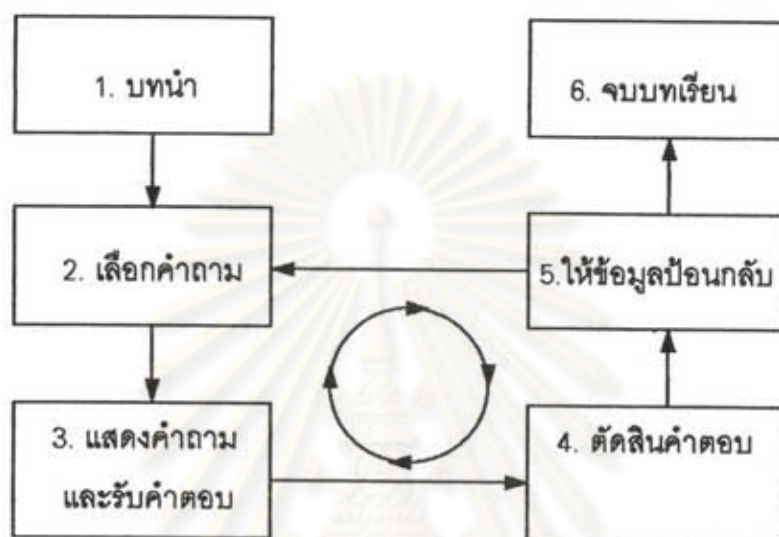 1. บทนำ
2. เลือกคำถาม
3. แสดงคำถาม
และรับคำตอบ
4. ตัดสินคำตอบ
5.ให้ข้อมูลป้อนกลับ
6. จบบทเรียน